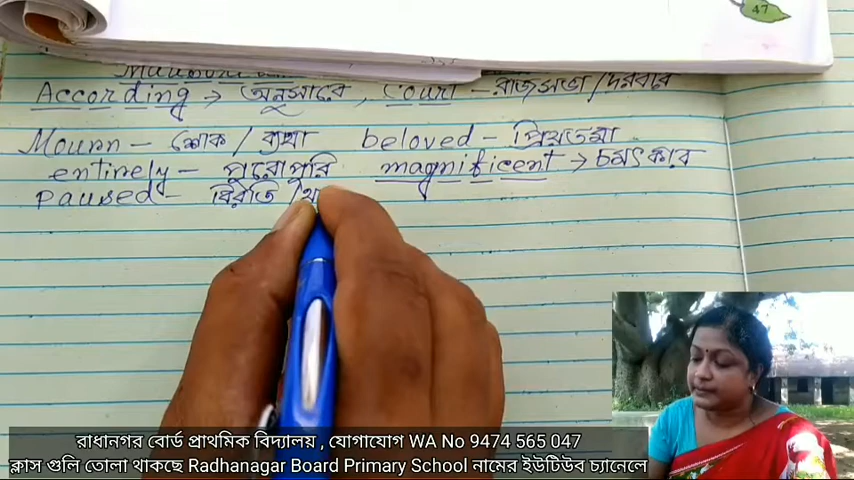 47
According → অনুসারে, Court - রাজসভা/দরবার
Mourn - শোক / ব্যথা beloved - প্রিয়তমা
entirely - পুরোপুরি magnificent → চমৎকার
paused - বিরতি /থা
রাধানগর বোর্ড প্রাথমিক বিদ্যালয় , যোগাযোগ WA No 9474 565 047
ক্লাস গুলি তোলা থাকছে Radhanagar Board Primary School নামের ইউটিউব চ্যানেলে